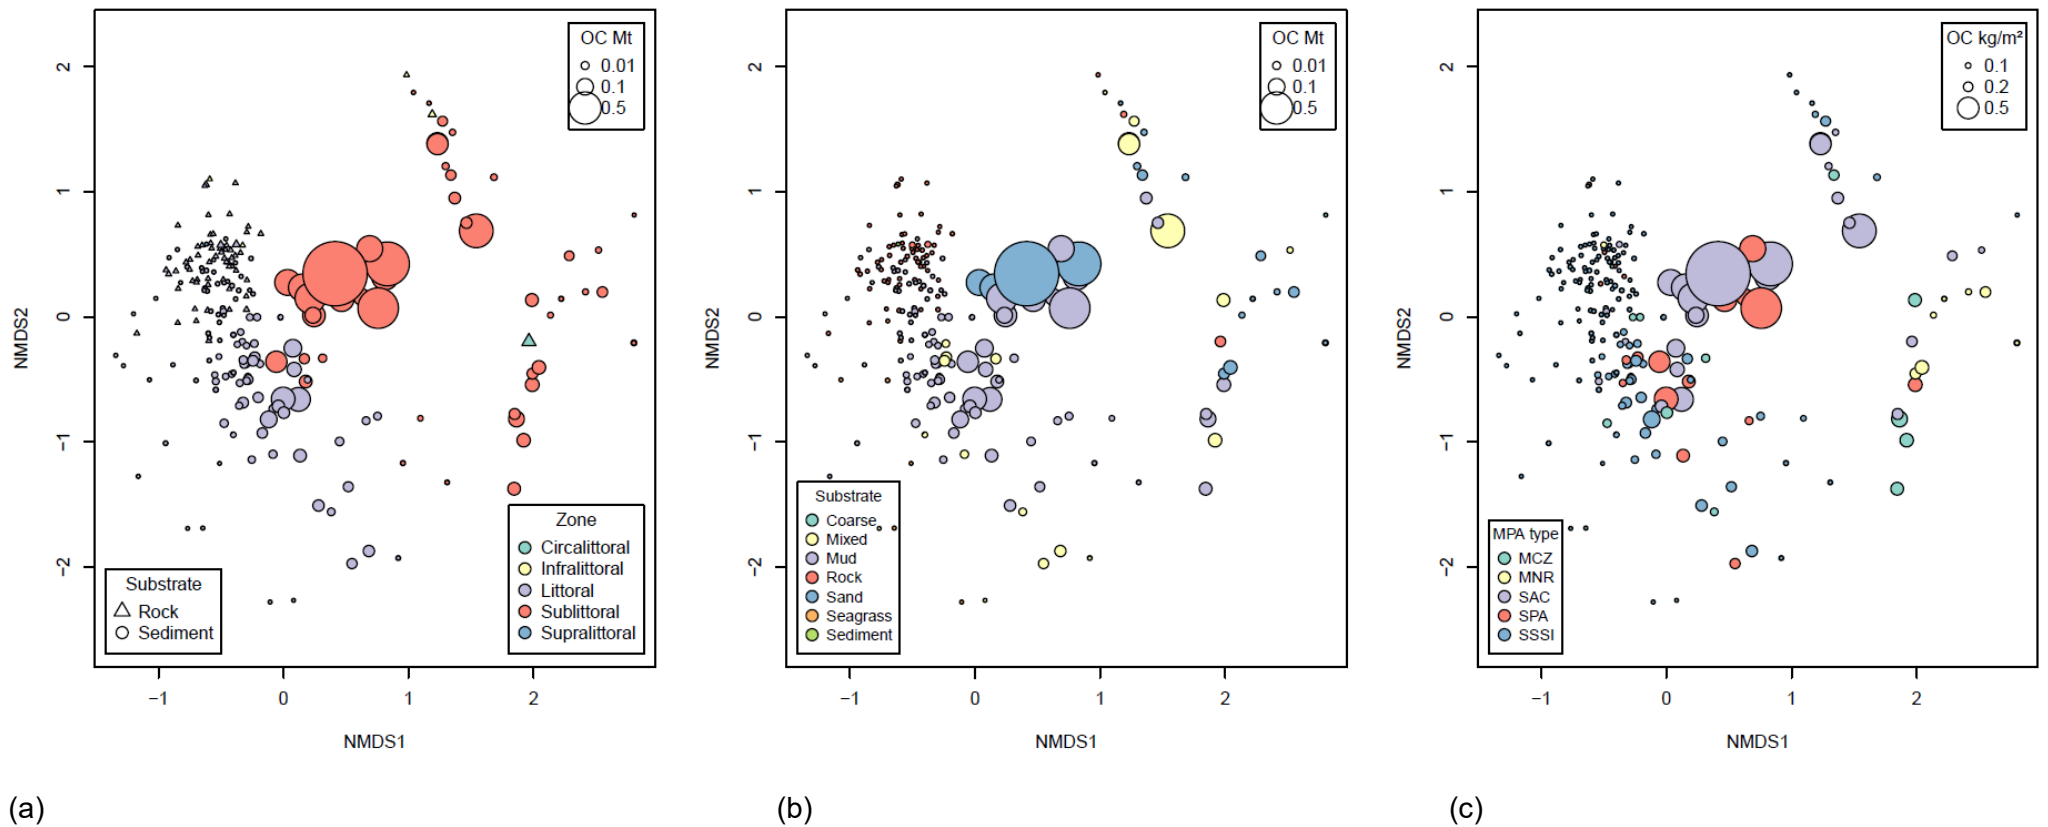 OC Mt
0.01
0.1
0.5
2
1
0
−1
−2
NMDS2
Substrate
Rock
Sediment
Zone
Circalittoral
Infralittoral
Littoral
Sublittoral
Supralittoral
−1 0 1 2
NMDS1
(a)
OC Mt
0.01
0.1
0.5
2
1
0
−1
−2
NMDS2
Substrate
Coarse
Mixed
Mud
Rock
Sand
Seagrass
Sediment
−1 0 1 2
NMDS1
(b)
OC kg/m²
0.1
0.2
0.5
2
1
0
−1
−2
NMDS2
MPA type
MCZ
MNR
SAC
SPA
SSSI
−1 0 1 2
NMDS1
(c)